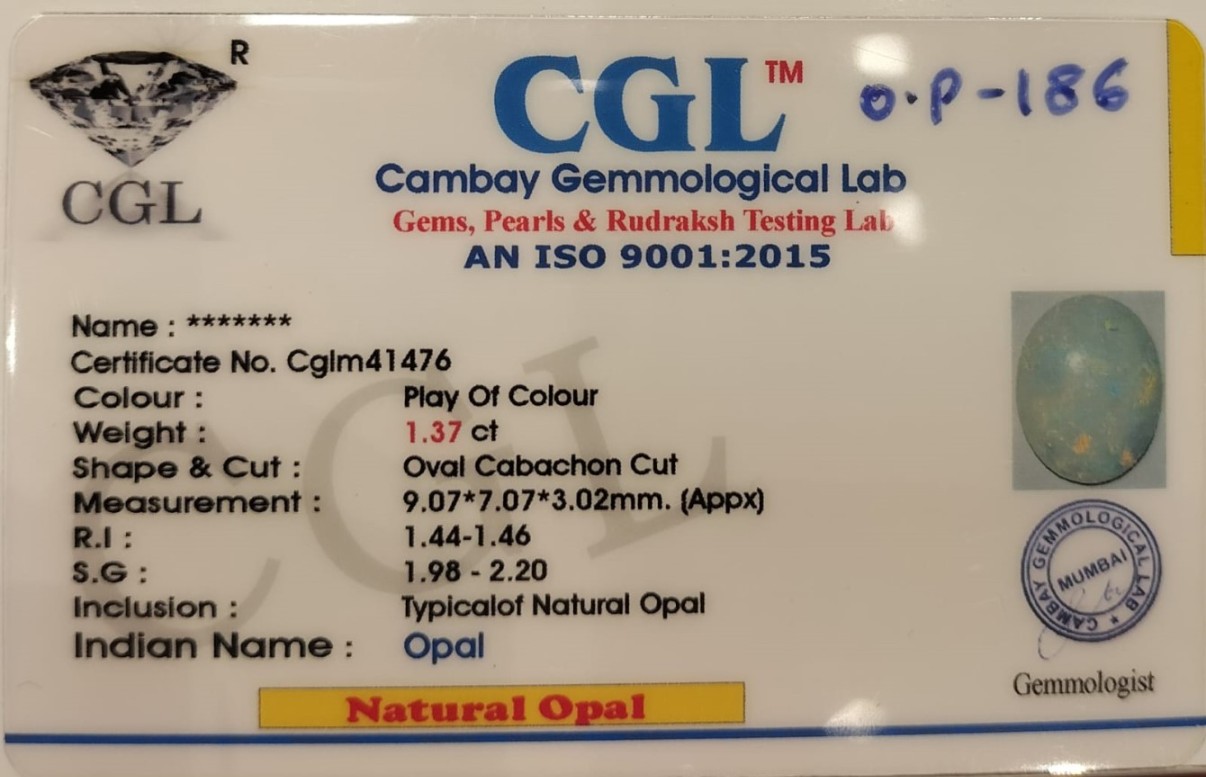 R
CGL
CGL™
O.P-186
Cambay Gemmological Lab
Gems, Pearls & Rudraksh Testing Lab
AN ISO 9001:2015
Name : *******
Certificate No. Cglm41476
Colour : Play Of Colour
Weight : 1.37 ct
Shape & Cut : Oval Cabachon Cut
Measurement : 9.07*7.07*3.02mm. (Appx)
R.I : 1.44-1.46
S.G : 1.98 - 2.20
Inclusion : Typicalof Natural Opal
Indian Name : Opal
CGL
CAMBAY GEMMOLOGICAL LAB *
MUMBAI
Gemmologist
Natural Opal